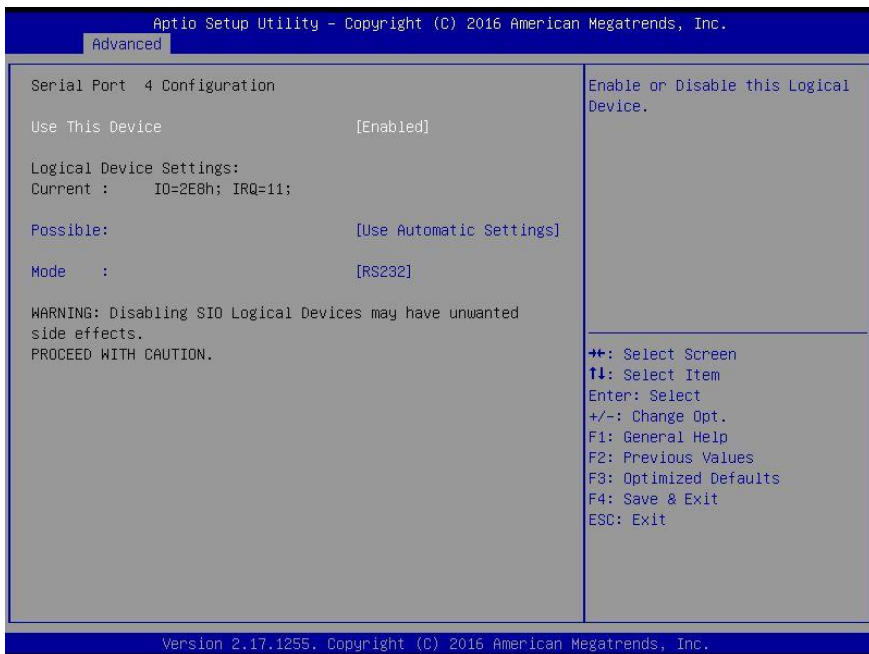 Aptio Setup Utility – Copyright (C) 2016 American Megatrends, Inc.
Advanced
Serial Port 4 Configuration
Use This Device [Enabled]
Logical Device Settings:
Current : IO=2E8h; IRQ=11;
Possible: [Use Automatic Settings]
Mode : [RS232]
WARNING: Disabling SIO Logical Devices may have unwanted
side effects.
PROCEED WITH CAUTION.
Enable or Disable this Logical
Device.
→←: Select Screen
↑↓: Select Item
Enter: Select
+/-: Change Opt.
F1: General Help
F2: Previous Values
F3: Optimized Defaults
F4: Save & Exit
ESC: Exit
Version 2.17.1255. Copyright (C) 2016 American Megatrends, Inc.